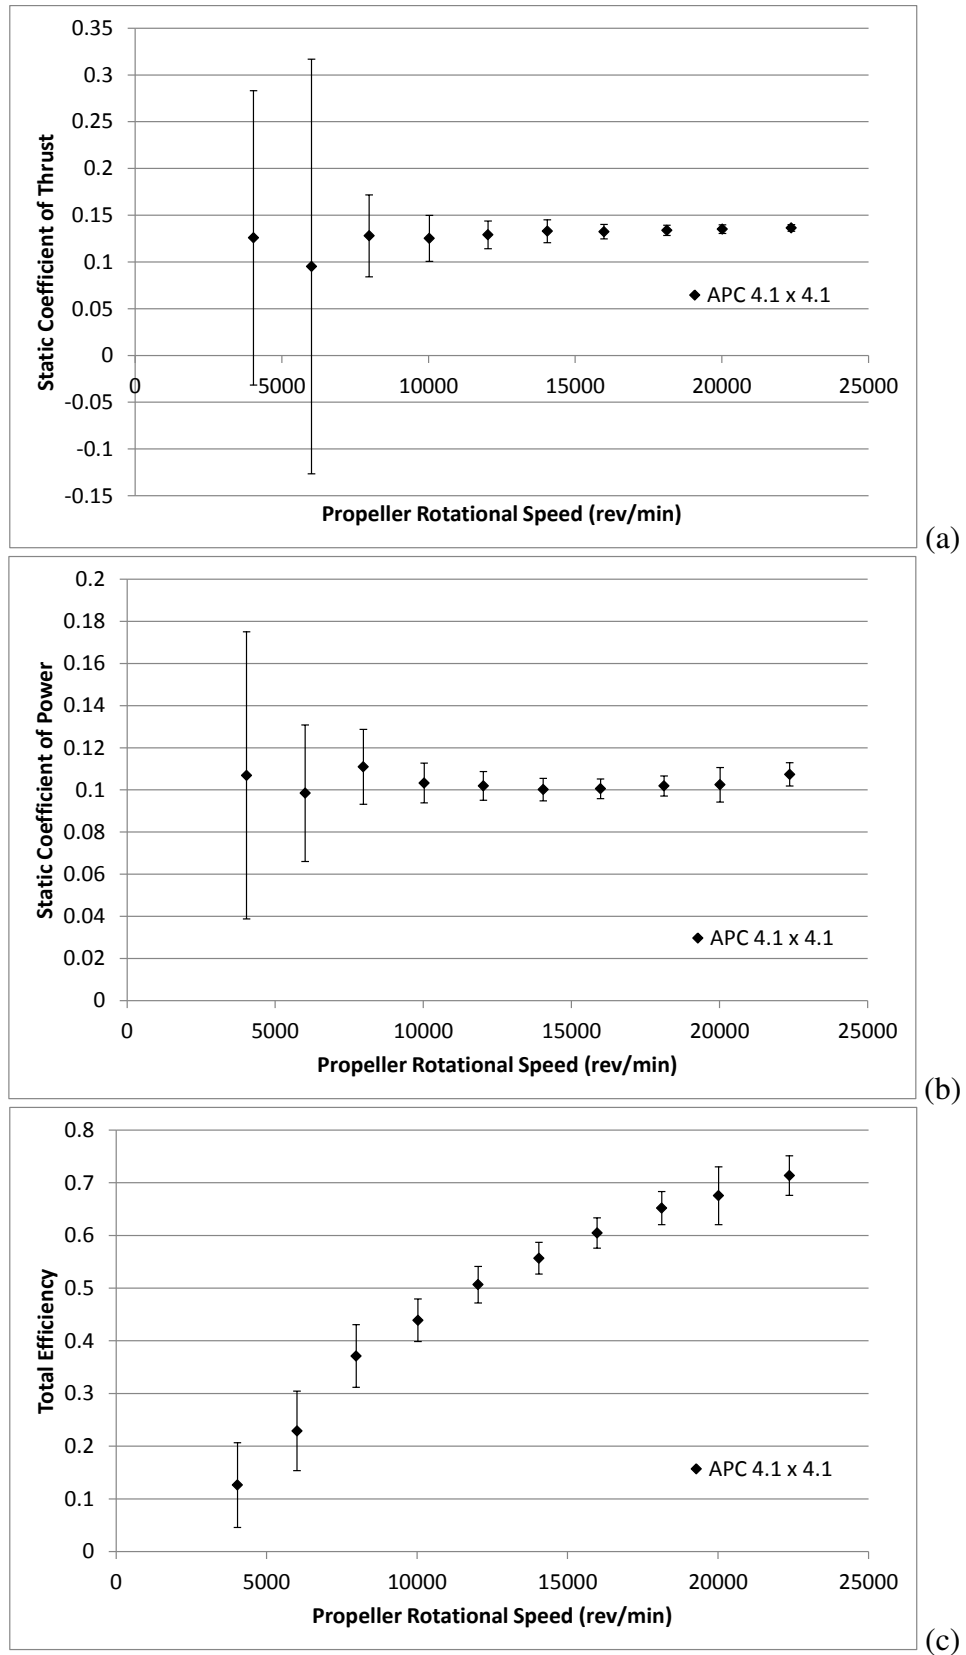 0.35
0.3
0.25
0.2
0.15
0.1
0.05
0
-0.05
-0.1
-0.15
Static Coefficient of Thrust
0 5000 10000 15000 20000 25000
APC 4.1 x 4.1
Propeller Rotational Speed (rev/min)
(a)
0.2
0.18
0.16
0.14
0.12
0.1
0.08
0.06
0.04
0.02
0
Static Coefficient of Power
APC 4.1 x 4.1
0 5000 10000 15000 20000 25000
Propeller Rotational Speed (rev/min)
(b)
0.8
0.7
0.6
0.5
0.4
0.3
0.2
0.1
0
Total Efficiency
APC 4.1 x 4.1
0 5000 10000 15000 20000 25000
Propeller Rotational Speed (rev/min)
(c)